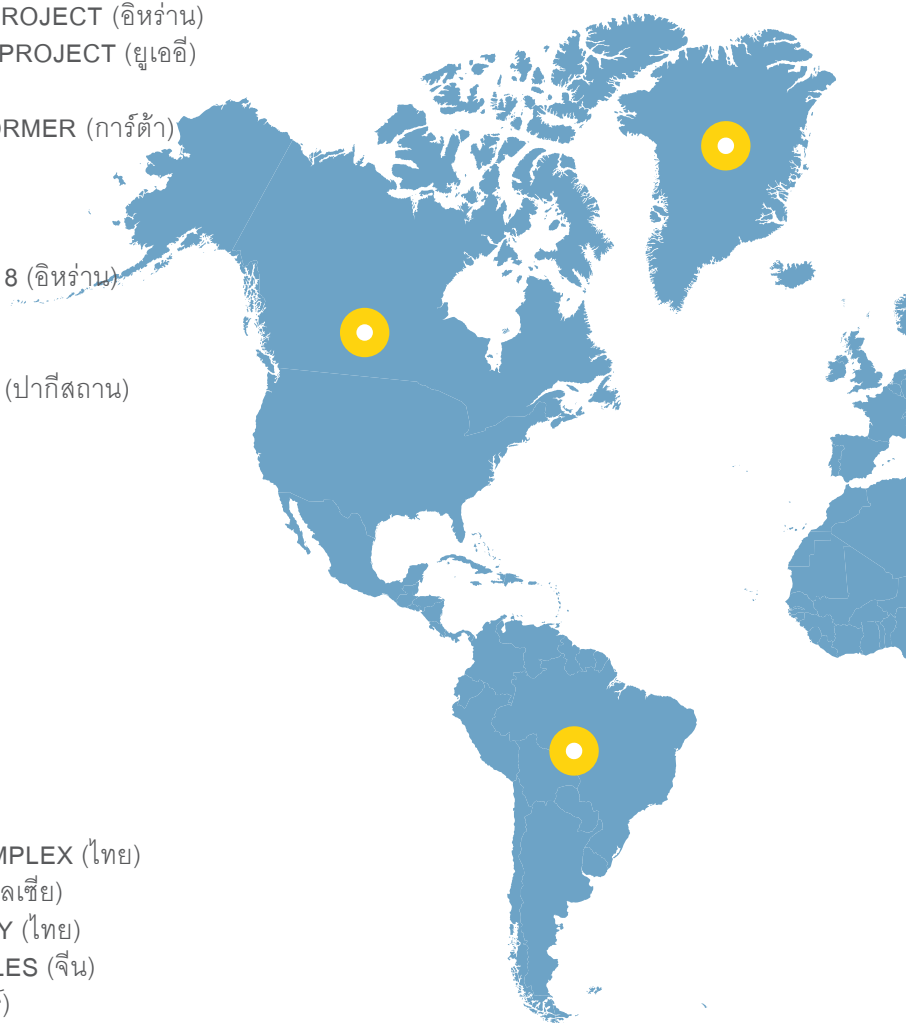 ROJECT (อิหร่าน)
PROJECT (ยูเออี)
ORMER (การ์ต้า)
8 (อิหร่าน)
(ปากีสถาน)
MPLEX (ไทย)
ลเซีย)
Y (ไทย)
LES (จีน)